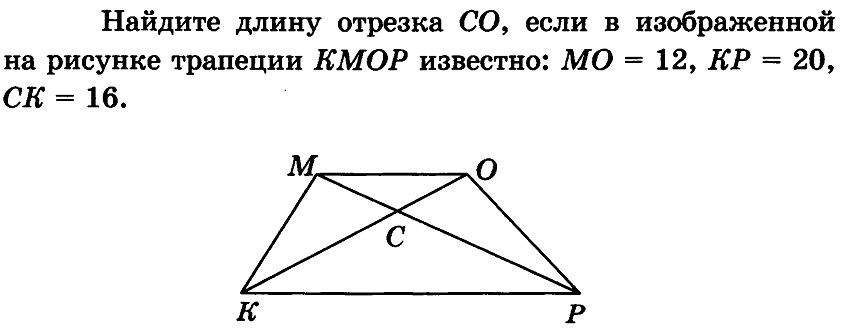 Найдите длину отрезка CO, если в изображенной
на рисунке трапеции KMOP известно: MO = 12, KP = 20,
CK = 16.
M O
C
K P